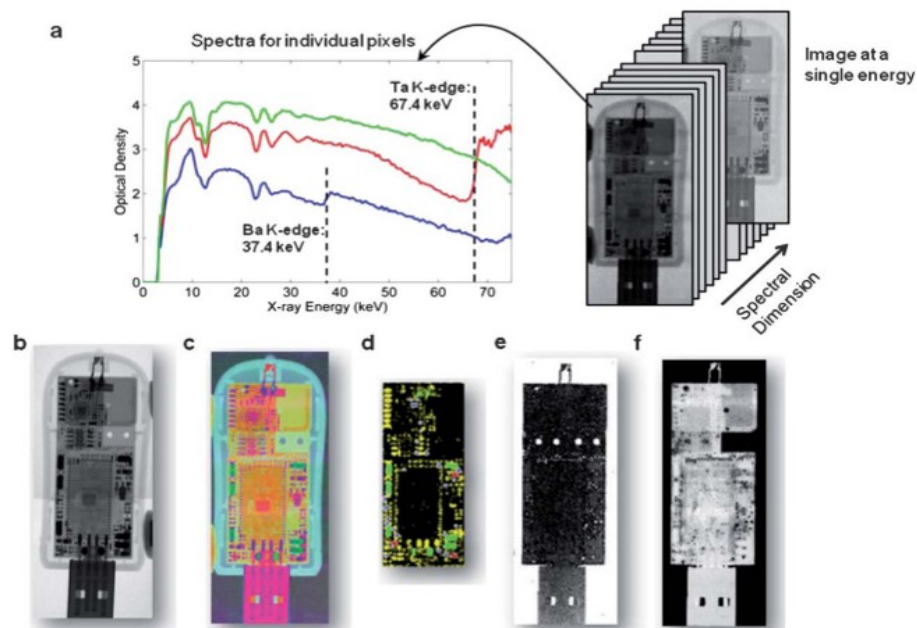 a
Spectra for individual pixels
Image at a
single energy
5
4
3
2
1
0
Optical Density
Ta K-edge:
67.4 keV
Ba K-edge:
37.4 keV
0 10 20 30 40 50 60 70
X-ray Energy (keV)
Spectral
Dimension
b c d e f